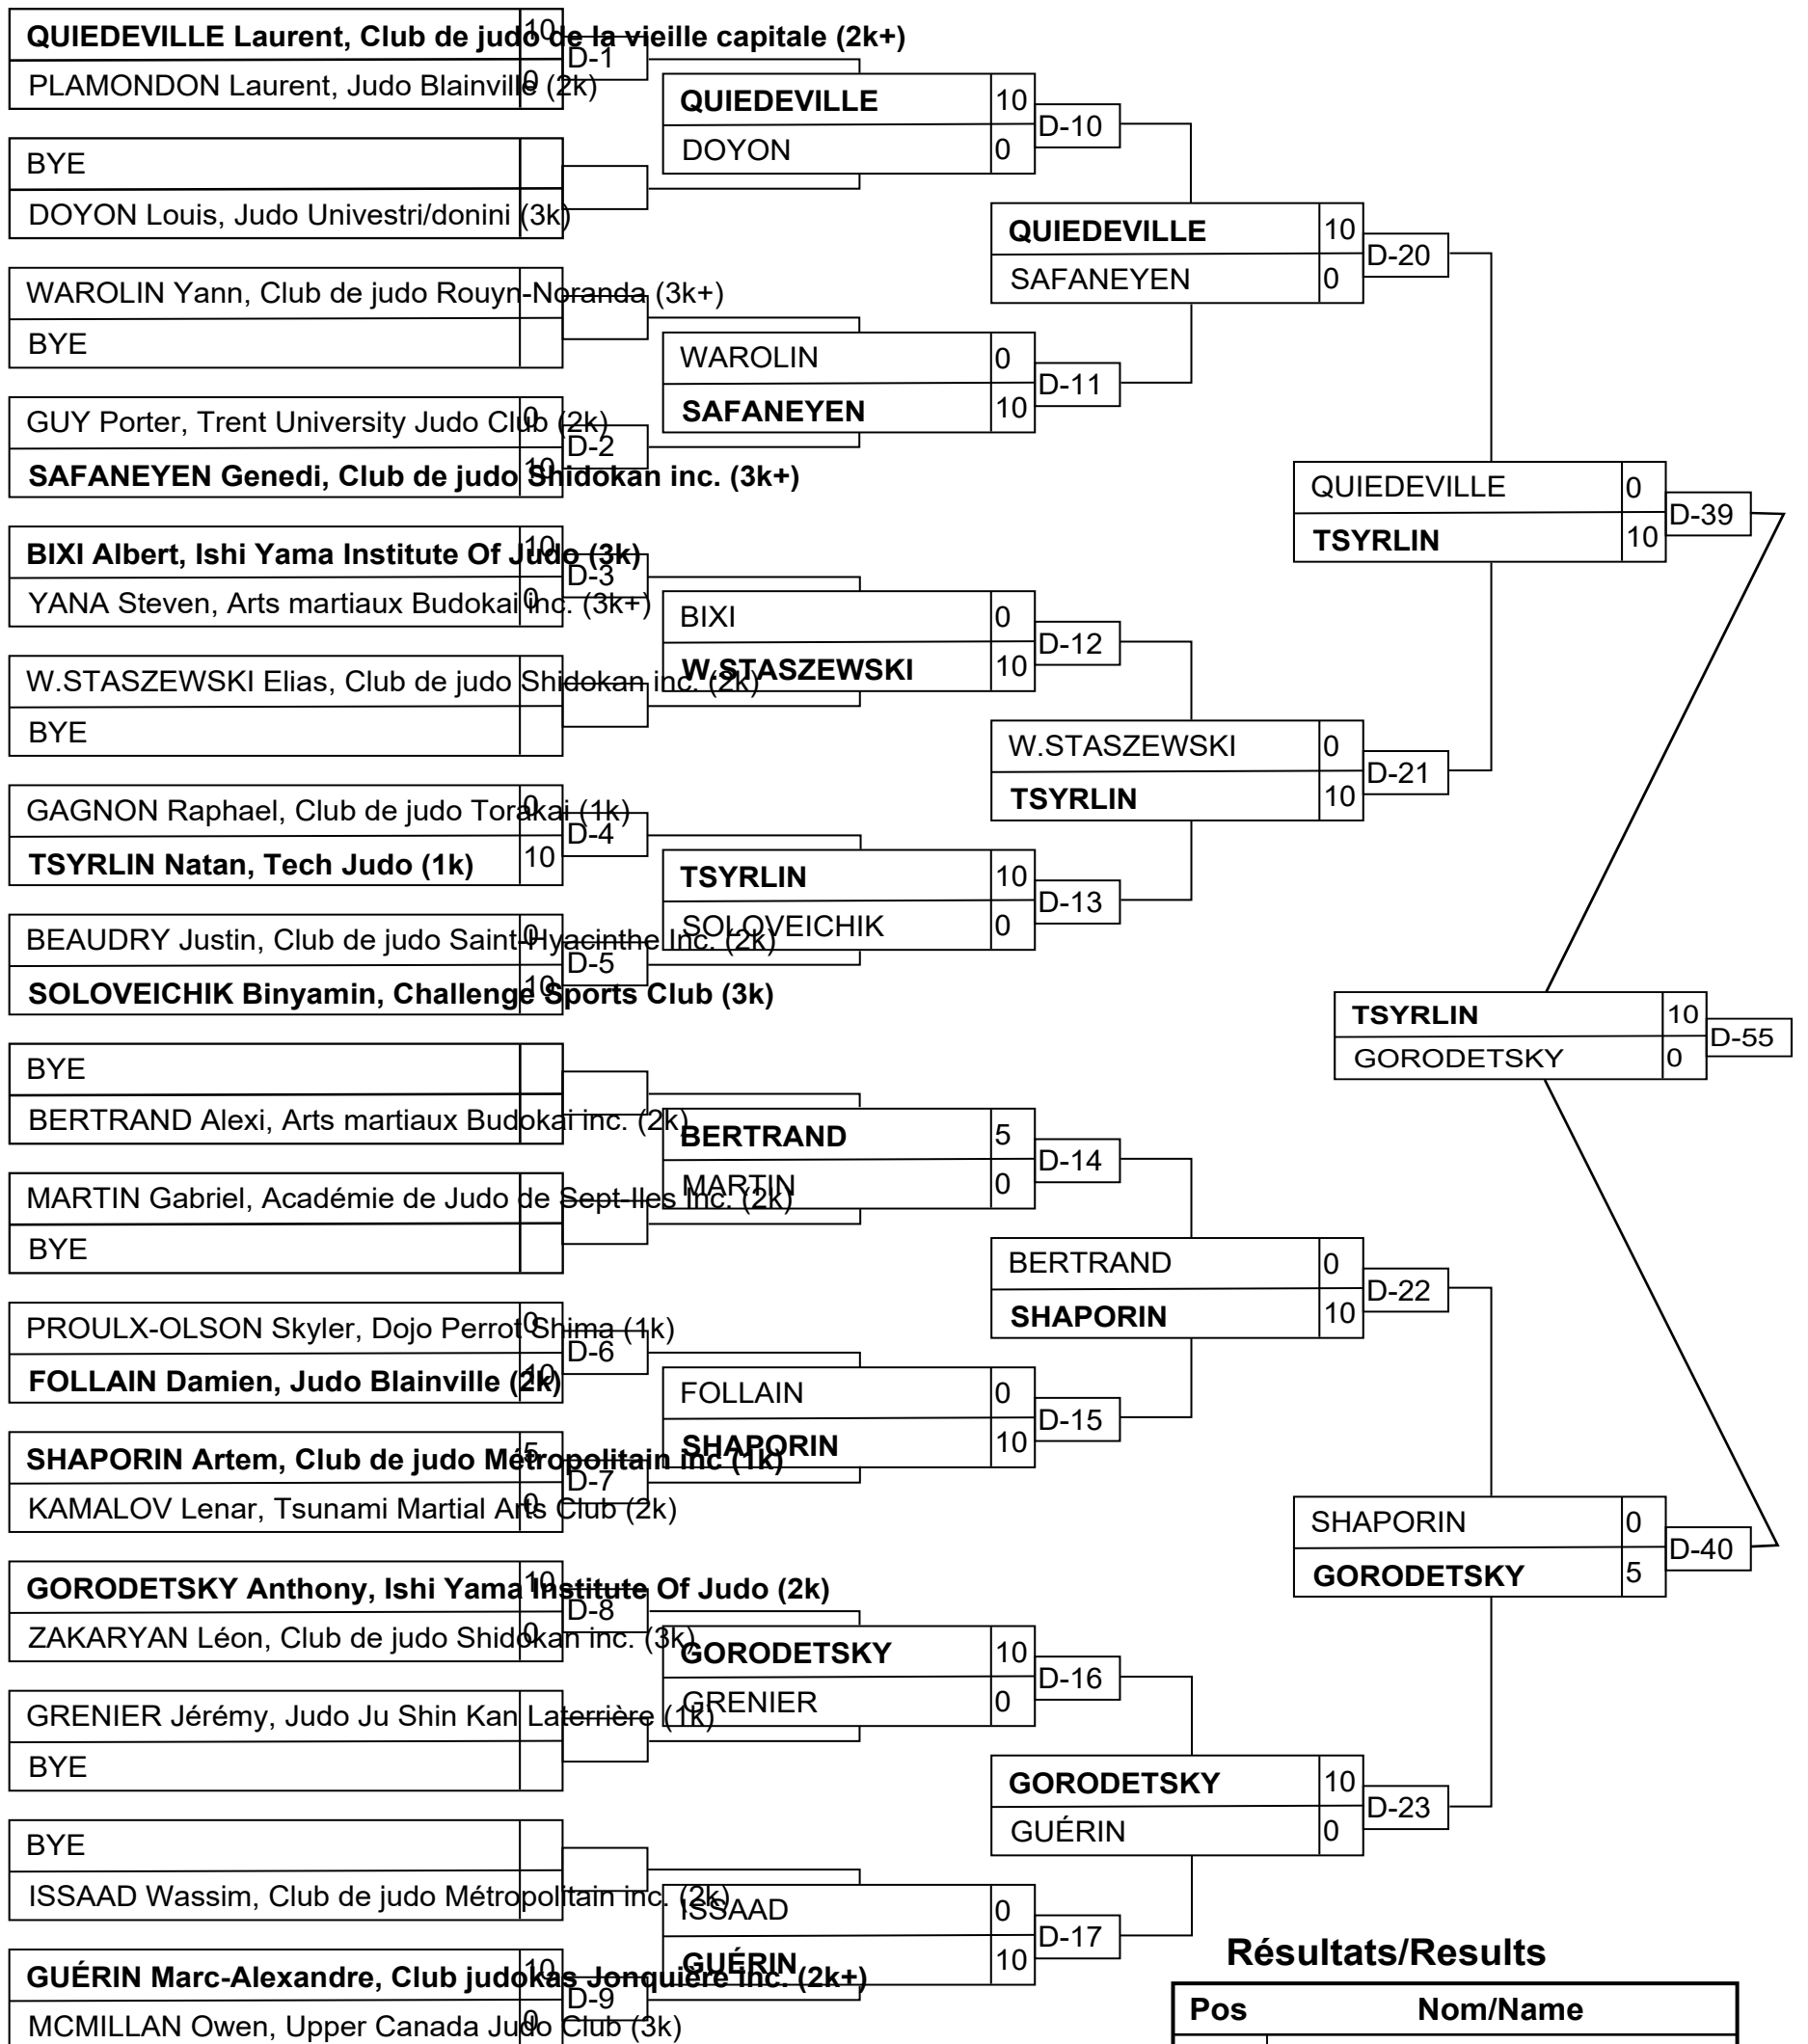 QUIEDEVILLE Laurent, Club de judo de la vieille capitale (2k+) 10
D-1
PLAMONDON Laurent, Judo Blainville (2k) 0
BYE
DOYON Louis, Judo Univestri/donini (3k)
WAROLIN Yann, Club de judo Rouyn-Noranda (3k+)
BYE
GUY Porter, Trent University Judo Club (2k) 0
D-2
SAFANEYEN Genedi, Club de judo Shidokan inc. (3k+) 10
BIXI Albert, Ishi Yama Institute Of Judo (3k) 10
D-3
YANA Steven, Arts martiaux Budokai inc. (3k+) 0
W.STASZEWSKI Elias, Club de judo Shidokan inc. (2k)
BYE
GAGNON Raphael, Club de judo Torakai (1k) 0
D-4
TSYRLIN Natan, Tech Judo (1k) 10
BEAUDRY Justin, Club de judo Saint-Hyacinthe Inc. (2k) 0
D-5
SOLOVEICHIK Binyamin, Challenge Sports Club (3k) 10
BYE
BERTRAND Alexi, Arts martiaux Budokai inc. (2k)
MARTIN Gabriel, Académie de Judo de Sept-Iles Inc. (2k)
BYE
PROULX-OLSON Skyler, Dojo Perrot Shima (1k) 0
D-6
FOLLAIN Damien, Judo Blainville (2k) 10
SHAPORIN Artem, Club de judo Métropolitain inc (1k) 5
D-7
KAMALOV Lenar, Tsunami Martial Arts Club (2k) 0
GORODETSKY Anthony, Ishi Yama Institute Of Judo (2k) 10
D-8
ZAKARYAN Léon, Club de judo Shidokan inc. (3k) 0
GRENIER Jérémy, Judo Ju Shin Kan Laterrière (1k)
BYE
BYE
ISSAAD Wassim, Club de judo Métropolitain inc. (2k)
GUÉRIN Marc-Alexandre, Club judokas Jonquière inc. (2k+) 10
D-9
MCMILLAN Owen, Upper Canada Judo Club (3k) 0
QUIEDEVILLE 10
D-10
DOYON 0
WAROLIN 0
D-11
SAFANEYEN 10
BIXI 0
D-12
W.STASZEWSKI 10
TSYRLIN 10
D-13
SOLOVEICHIK 0
BERTRAND 5
D-14
MARTIN 0
FOLLAIN 0
D-15
SHAPORIN 10
GORODETSKY 10
D-16
GRENIER 0
ISSAAD 0
D-17
GUÉRIN 10
QUIEDEVILLE 10
D-20
SAFANEYEN 0
W.STASZEWSKI 0
D-21
TSYRLIN 10
BERTRAND 0
D-22
SHAPORIN 10
GORODETSKY 10
D-23
GUÉRIN 0
QUIEDEVILLE 0
D-39
TSYRLIN 10
SHAPORIN 0
D-40
GORODETSKY 5
TSYRLIN 10
D-55
GORODETSKY 0
Résultats/Results
Pos Nom/Name